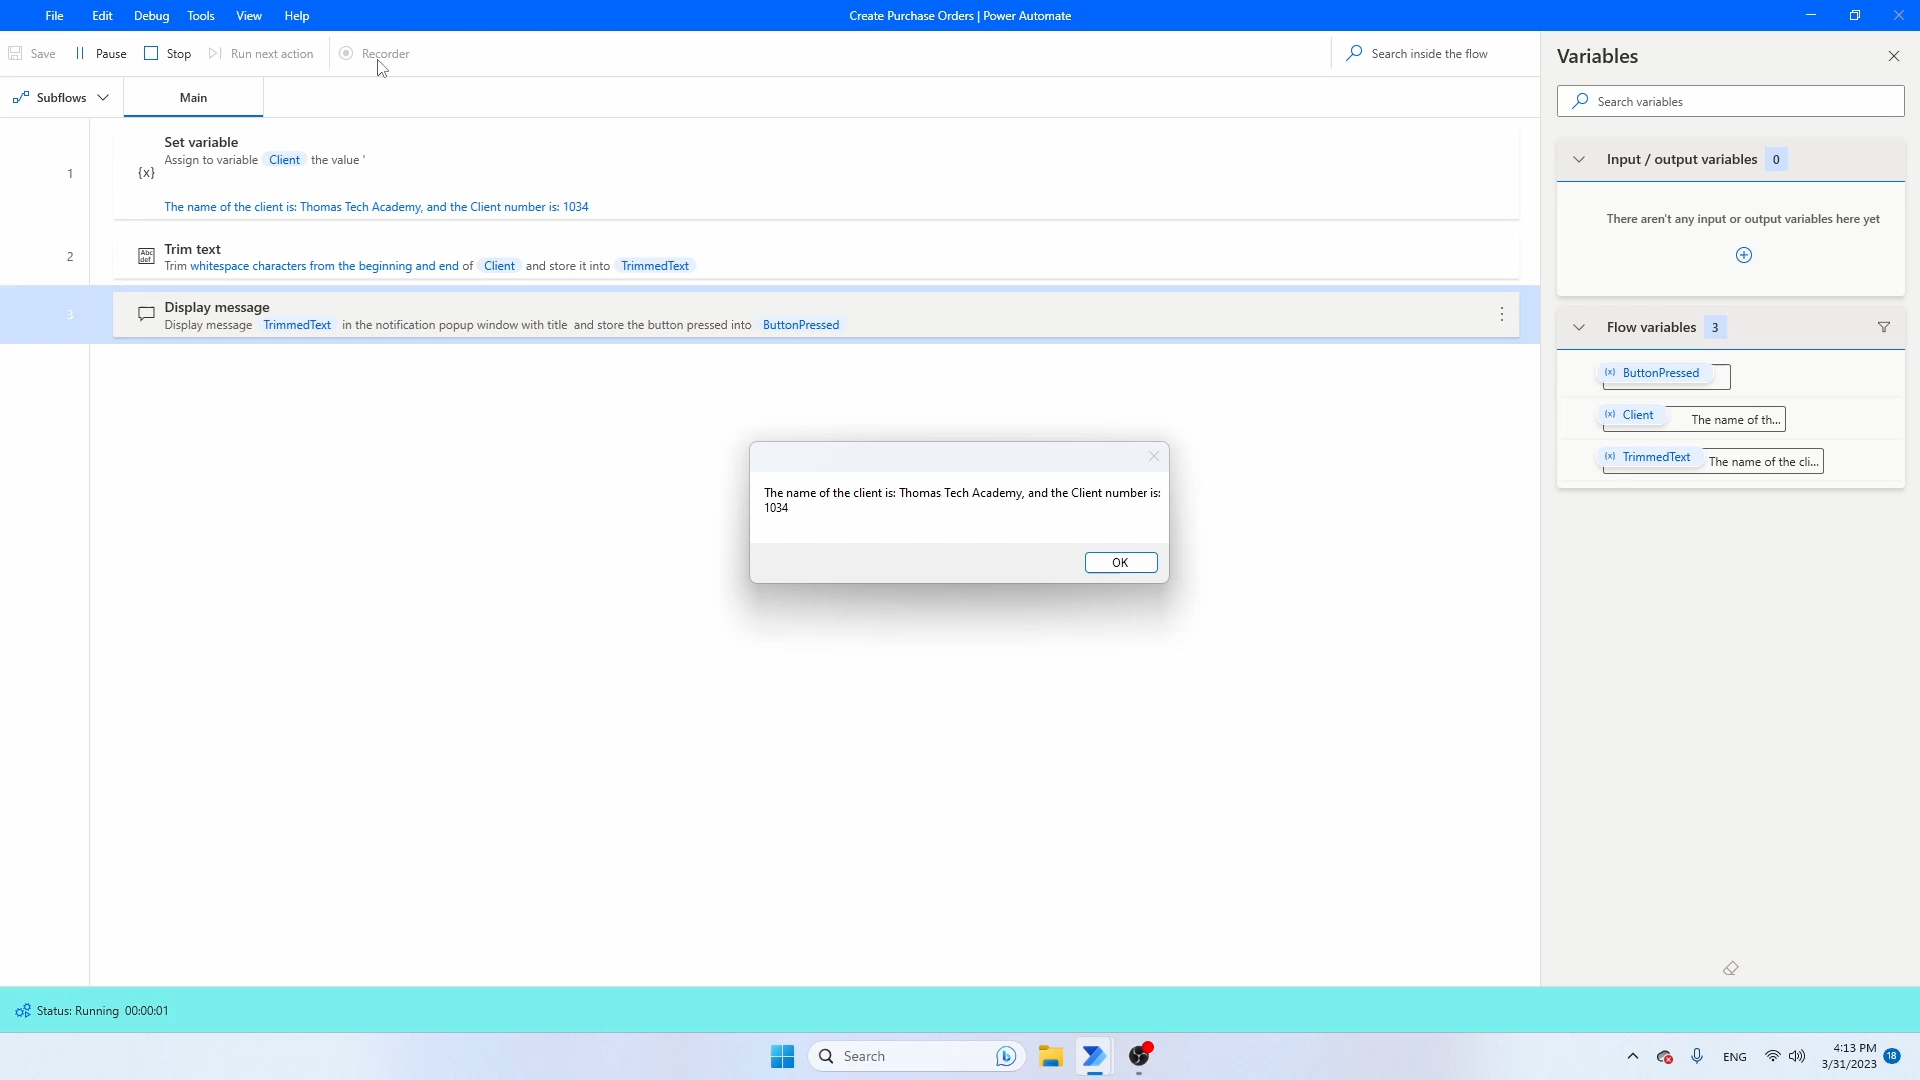 File Edit Debug Tools View Help
Create Purchase Orders | Power Automate
Save Pause Stop Run next action Recorder
Search inside the flow
Subflows Main
1
Set variable
{x}
Assign to variable Client the value '
The name of the client is: Thomas Tech Academy, and the Client number is: 1034
2
Abc
def
Trim text
Trim whitespace characters from the beginning and end of Client and store it into TrimmedText
3
Display message
Display message TrimmedText in the notification popup window with title and store the button pressed into ButtonPressed
The name of the client is: Thomas Tech Academy, and the Client number is:
1034
OK
Variables
Search variables
Input / output variables 0
There aren't any input or output variables here yet
Flow variables 3
(x) ButtonPressed
(x) Client The name of th...
(x) TrimmedText The name of the cli...
Status: Running 00:00:01
Search
ENG
4:13 PM
3/31/2023
18